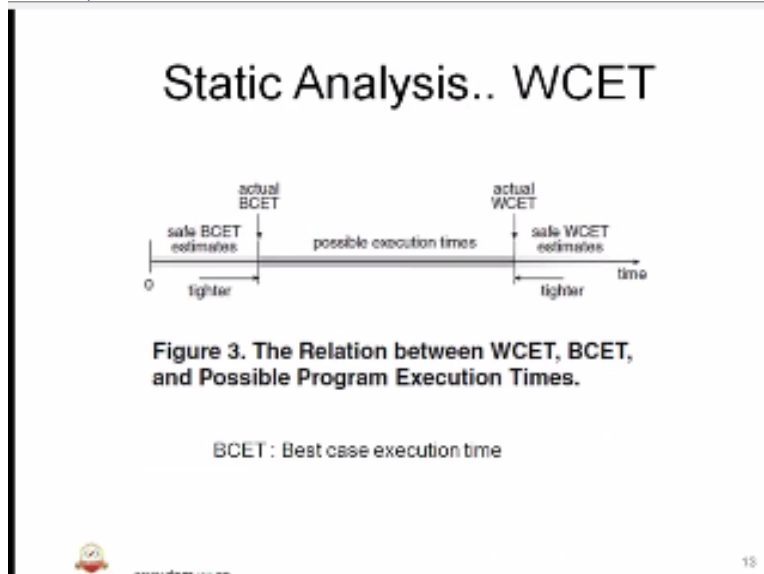 Static Analysis.. WCET
actual
BCET
actual
WCET
safe BCET
estimates
possible execution times
safe WCET
estimates
0
tighter
tighter
time
Figure 3. The Relation between WCET, BCET,
and Possible Program Execution Times.
BCET : Best case execution time
13